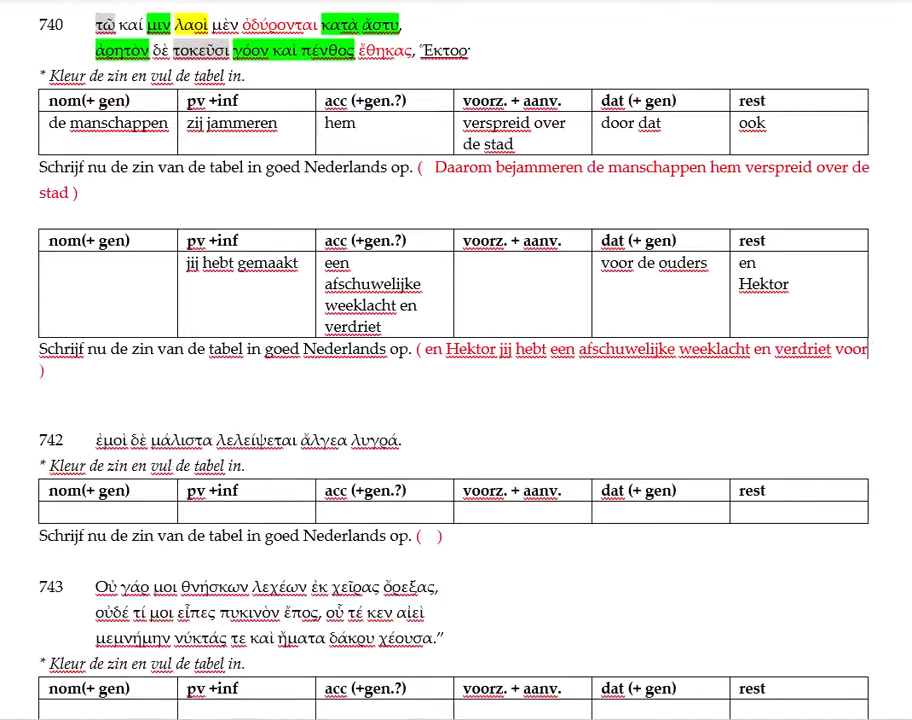 740 τῶ καί μιν λαοὶ μὲν ὀδύρονται κατὰ ἄστυ,
ἀρητὸν δὲ τοκεῦσι γόον καὶ πένθος ἔθηκας, Ἕκτορ·
* Kleur de zin en vul de tabel in.
nom(+ gen) pv +inf acc (+gen.?) voorz. + aanv. dat (+ gen) rest
de manschappen zij jammeren hem verspreid over door dat ook
de stad
Schrijf nu de zin van de tabel in goed Nederlands op. ( Daarom bejammeren de manschappen hem verspreid over de
stad )
nom(+ gen) pv +inf acc (+gen.?) voorz. + aanv. dat (+ gen) rest
jij hebt gemaakt een voor de ouders en
afschuwelijke Hektor
weeklacht en
verdriet
Schrijf nu de zin van de tabel in goed Nederlands op. ( en Hektor jij hebt een afschuwelijke weeklacht en verdriet voor
)
742 ἐμοὶ δὲ μάλιστα λελείψεται ἄλγεα λυγρά.
* Kleur de zin en vul de tabel in.
nom(+ gen) pv +inf acc (+gen.?) voorz. + aanv. dat (+ gen) rest
Schrijf nu de zin van de tabel in goed Nederlands op. ( )
743 Οὐ γάρ μοι θνήσκων λεχέων ἐκ χεῖρας ὄρεξας,
οὐδέ τί μοι εἶπες πυκινὸν ἔπος, οὗ τέ κεν αἰεὶ
μεμνήμην νύκτάς τε καὶ ἤματα δάκρυ χέουσα.”
* Kleur de zin en vul de tabel in.
nom(+ gen) pv +inf acc (+gen.?) voorz. + aanv. dat (+ gen) rest